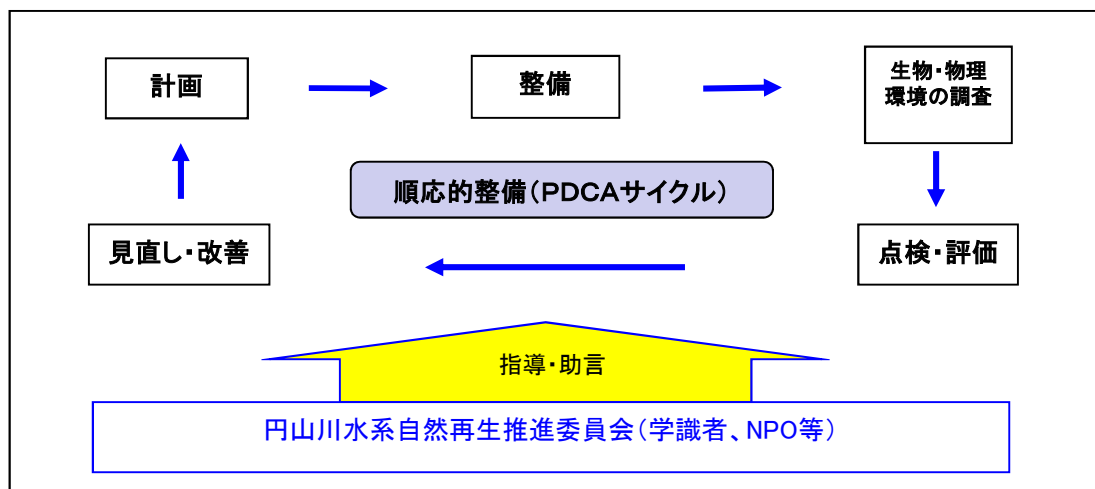 計画
整備
生物・物理
環境の調査
順応的整備（ＰＤＣＡサイクル）
見直し・改善
点検・評価
指導・助言
円山川水系自然再生推進委員会（学識者、NPO等）